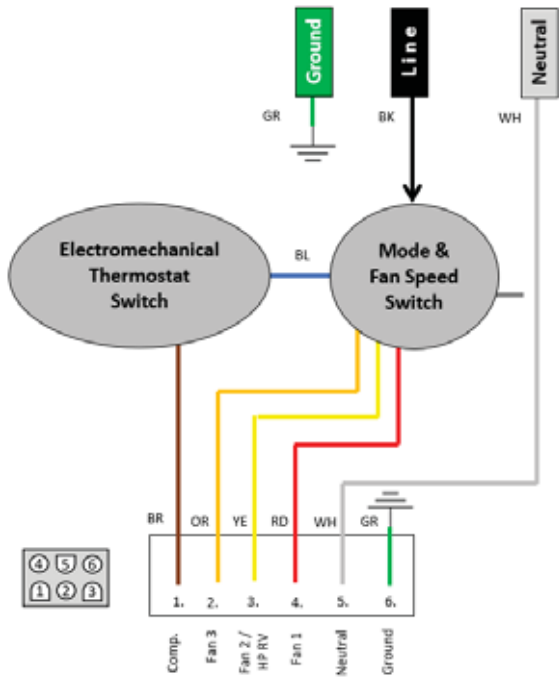 Ground
Line
Neutral
GR
BK
WH
Electromechanical
Thermostat
Switch
BL
Mode &
Fan Speed
Switch
BR
OR
YE
RD
WH
GR
4 5 6
1 2 3
1.
2.
3.
4.
5.
6.
Comp.
Fan 3
Fan 2 /
HP RV
Fan 1
Neutral
Ground